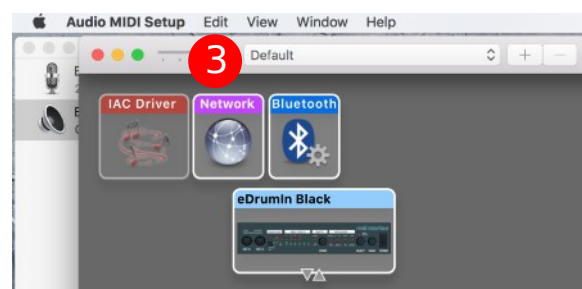 Audio MIDI Setup Edit View Window Help
3
Default
IAC Driver Network Bluetooth
eDrumIn Black